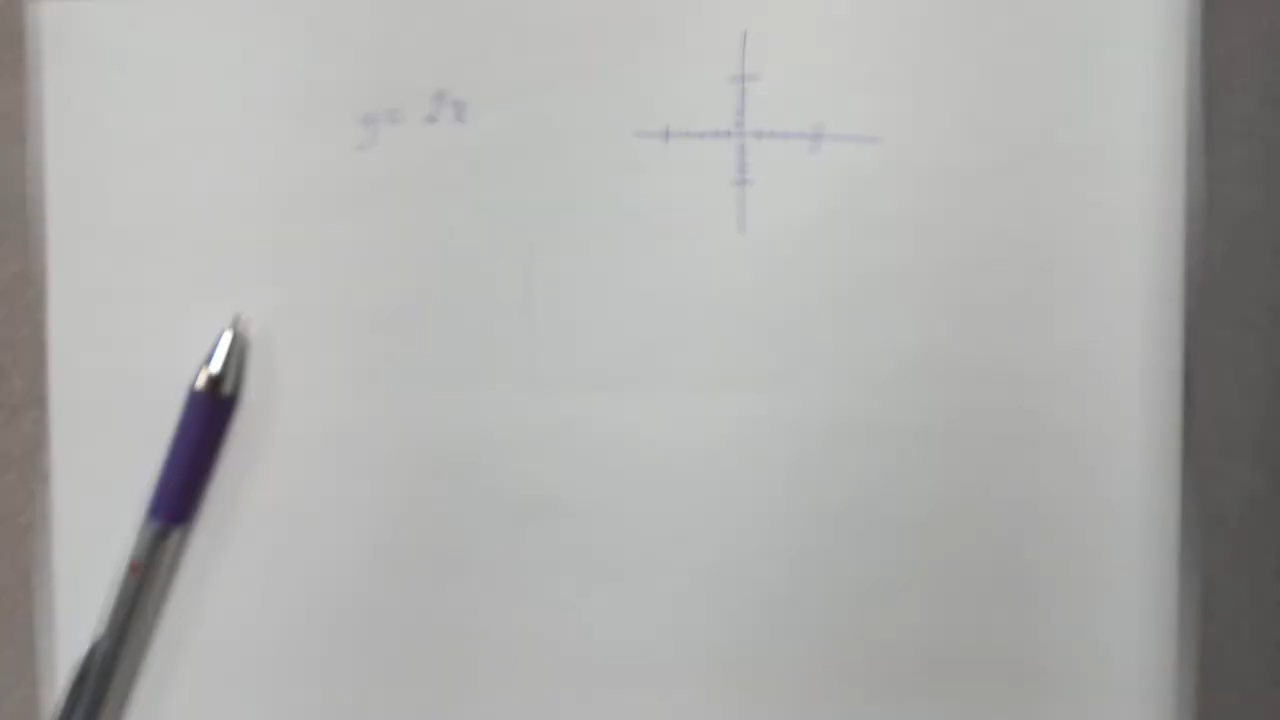 y = 2x